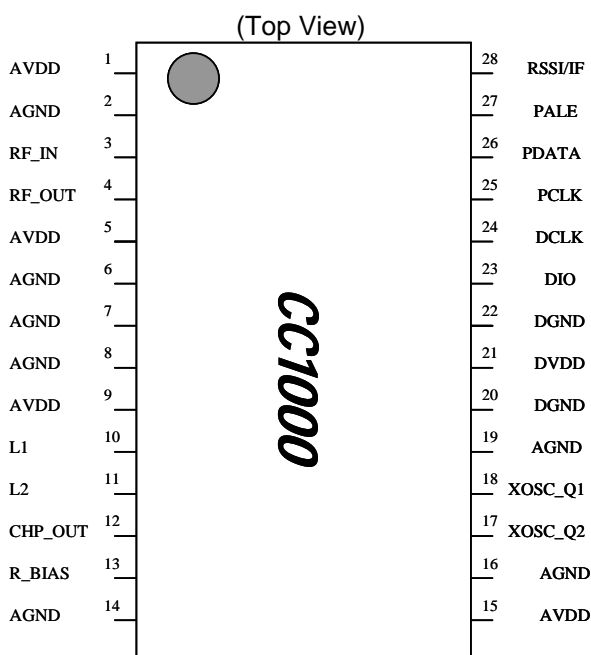 (Top View)
AVDD 1 28 RSSI/IF
AGND 2 27 PALE
RF_IN 3 26 PDATA
RF_OUT 4 25 PCLK
AVDD 5 24 DCLK
AGND 6 23 DIO
AGND 7 22 DGND
AGND 8 21 DVDD
AVDD 9 20 DGND
L1 10 19 AGND
L2 11 18 XOSC_Q1
CHP_OUT 12 17 XOSC_Q2
R_BIAS 13 16 AGND
AGND 14 15 AVDD
CC1000